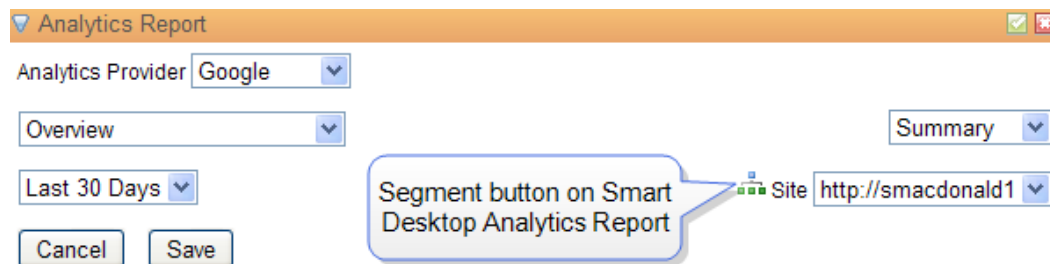 Analytics Report
Analytics Provider Google
Overview Summary
Last 30 Days Segment button on Smart Desktop Analytics Report Site http://smacdonald1
Cancel Save